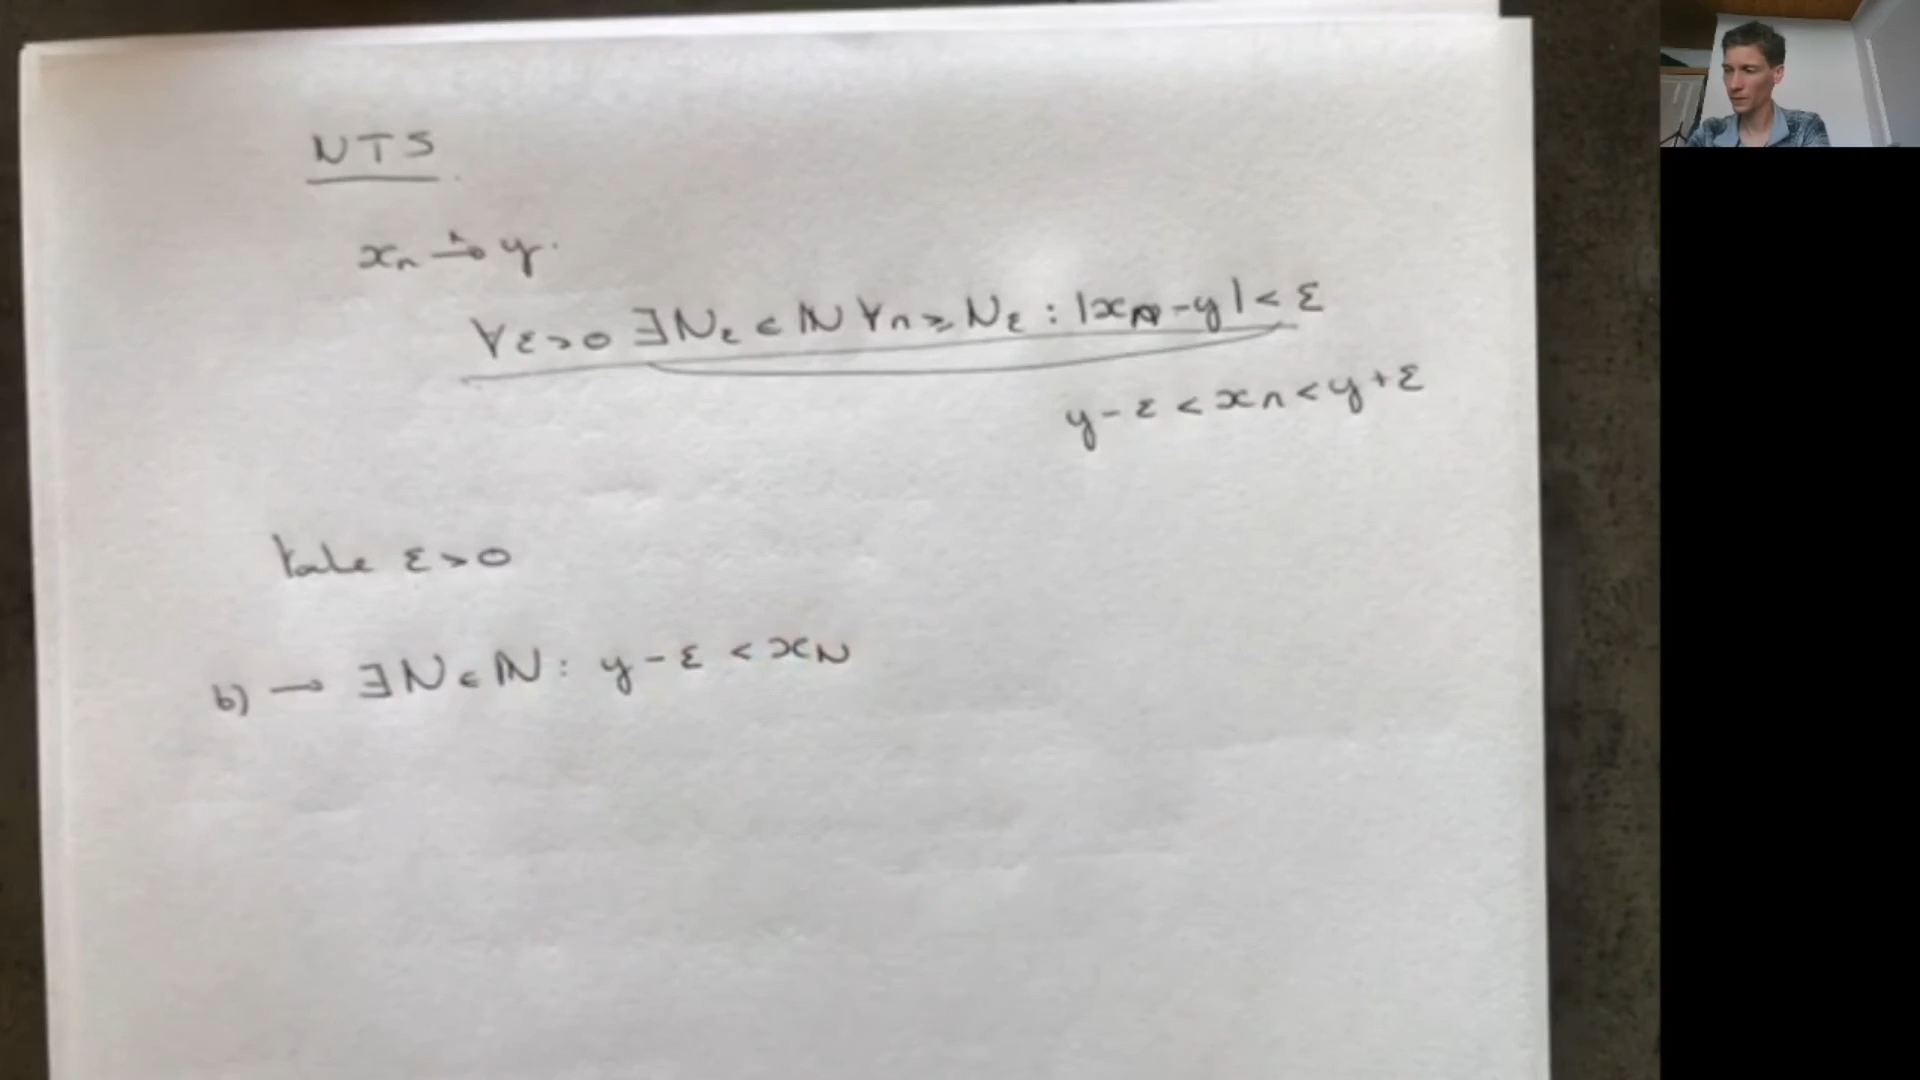 NTS
xₙ → y.
∀ε>0 ∃N_ε ∈ ℕ ∀n ≥ N_ε : |xₙ - y| < ε
y - ε < xₙ < y + ε
take ε > 0
b) → ∃N ∈ ℕ : y - ε < x_N